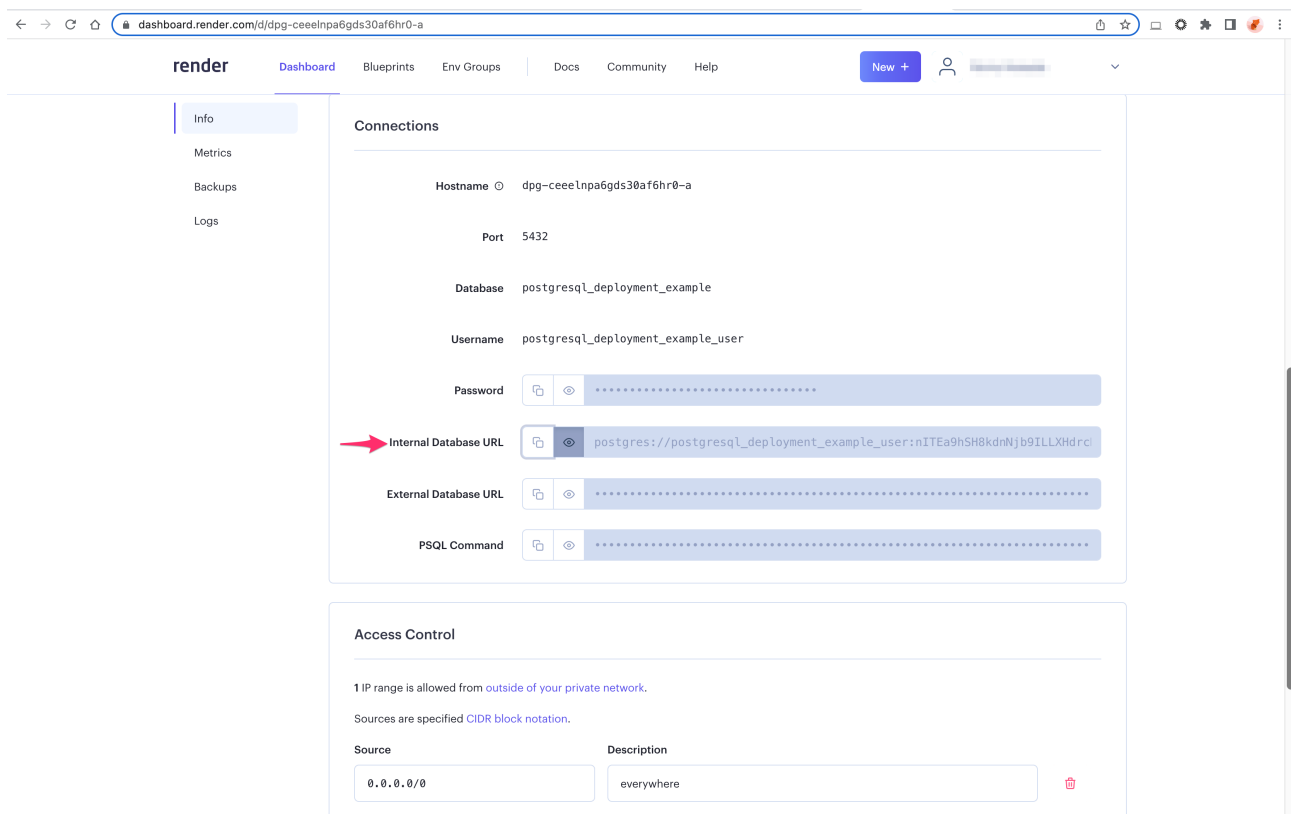 dashboard.render.com/d/dpg-ceeelnpa6gds30af6hr0-a
render Dashboard Blueprints Env Groups Docs Community Help New +
Info
Metrics
Backups
Logs
Connections
Hostname dpg-ceeelnpa6gds30af6hr0-a
Port 5432
Database postgresql_deployment_example
Username postgresql_deployment_example_user
Password ••••••••••••••••••••••••••••••••
Internal Database URL postgres://postgresql_deployment_example_user:nITEa9hSH8kdnNjb9ILLXHdrc
External Database URL ••••••••••••••••••••••••••••••••••••••••••••••••••••••••••••••••••••••
PSQL Command ••••••••••••••••••••••••••••••••••••••••••••••••••••••••••••••••••••••
Access Control
1 IP range is allowed from outside of your private network.
Sources are specified CIDR block notation.
Source Description
0.0.0.0/0 everywhere